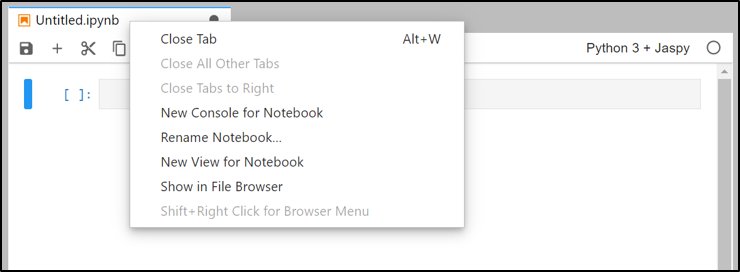 Untitled.ipynb
Close Tab Alt+W
Python 3 + Jaspy
Close All Other Tabs
Close Tabs to Right
[ ]:
New Console for Notebook
Rename Notebook...
New View for Notebook
Show in File Browser
Shift+Right Click for Browser Menu